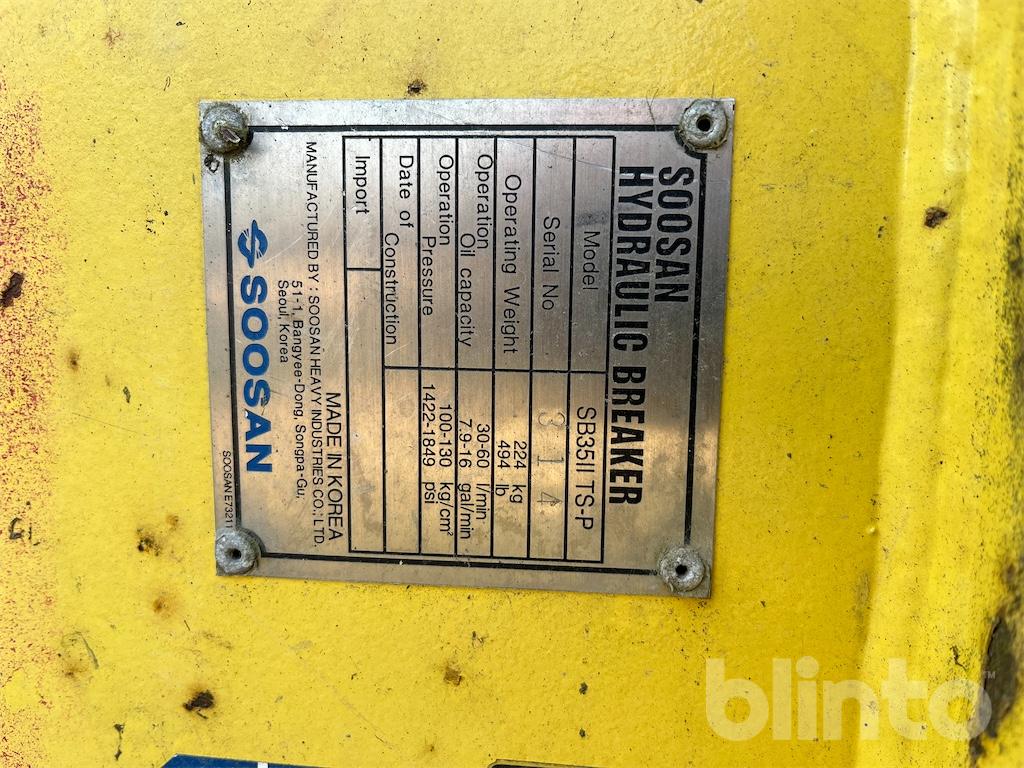 SOOSAN
HYDRAULIC BREAKER
Model SB35II TS-P
Serial No 314
Operating Weight 224 kg
494 lb
Operation 30-60 l/min
Oil capacity 7.9-16 gal/min
Operation 100-130 kg/cm²
Pressure 1422-1849 psi
Date of
Construction
Import
MADE IN KOREA
MANUFACTURED BY : SOOSAN HEAVY INDUSTRIES CO.; LTD.
51-1, Bangyee-Dong, Songpa-Gu,
Seoul, Korea
SOOSAN
SOOSAN E73211
blinto™